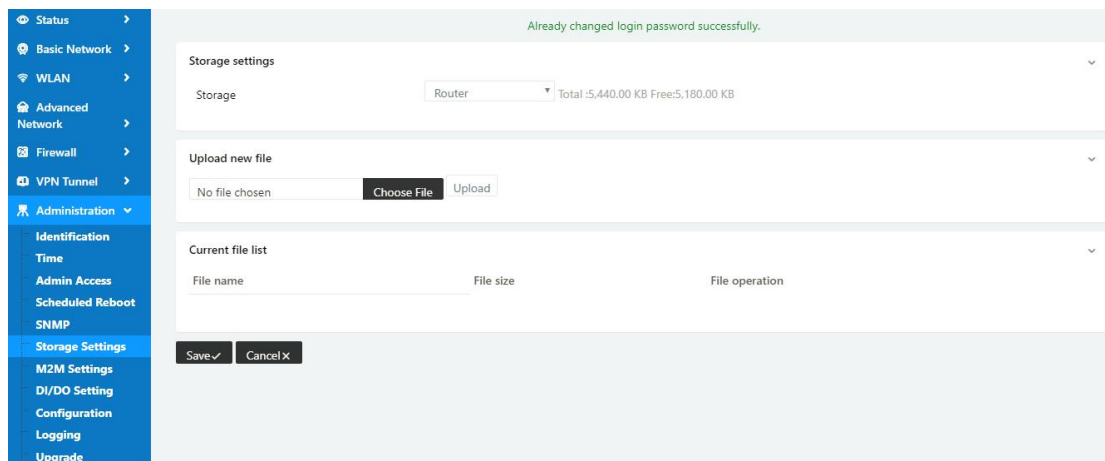 Status
Basic Network
WLAN
Advanced
Network
Firewall
VPN Tunnel
Administration
Identification
Time
Admin Access
Scheduled Reboot
SNMP
Storage Settings
M2M Settings
DI/DO Setting
Configuration
Logging
Upgrade
Already changed login password successfully.
Storage settings
Storage Router Total :5,440.00 KB Free:5,180.00 KB
Upload new file
No file chosen Choose File Upload
Current file list
File name File size File operation
Save Cancel